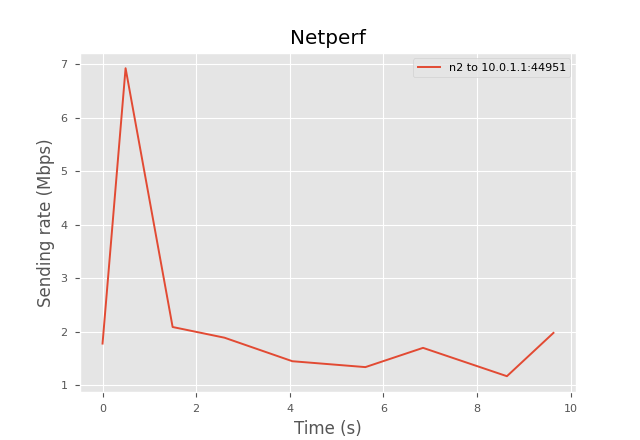 Netperf
n2 to 10.0.1.1:44951
Sending rate (Mbps)
7
6
5
4
3
2
1
0 2 4 6 8 10
Time (s)